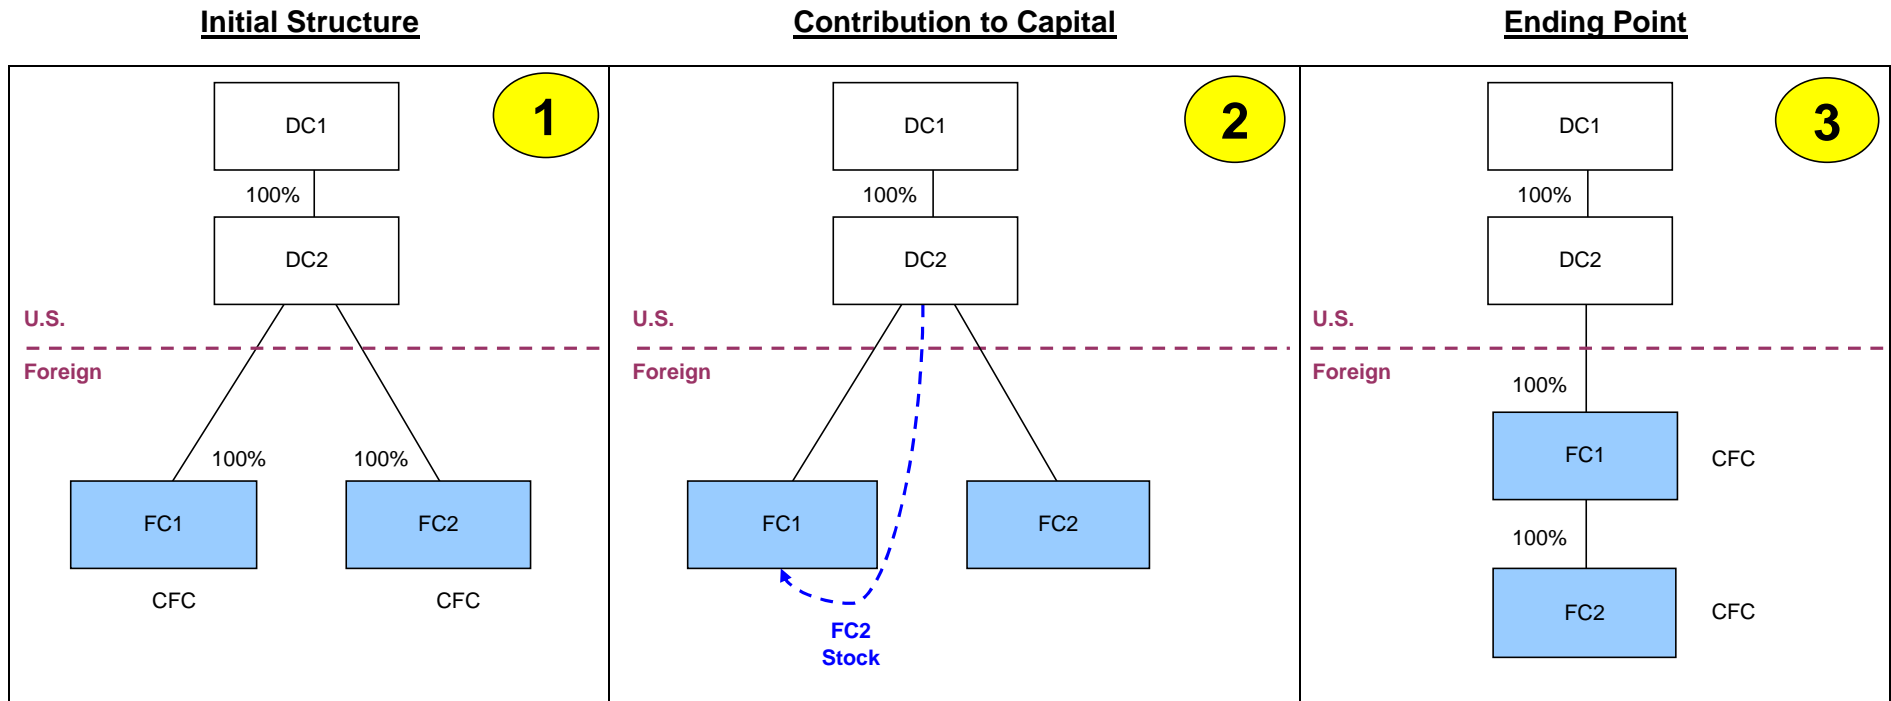 Initial Structure
Contribution to Capital
Ending Point
1
DC1
100%
DC2
U.S.
Foreign
100%
100%
FC1
FC2
CFC
CFC
2
DC1
100%
DC2
U.S.
Foreign
FC1
FC2
FC2
Stock
3
DC1
100%
DC2
U.S.
Foreign
100%
FC1
CFC
100%
FC2
CFC